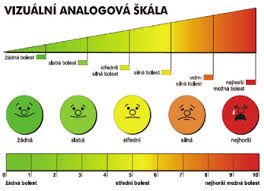 VIZUÁLNÍ ANALOGOVÁ ŠKÁLA
žádná bolest
slabá bolest
středně
silná bolest
silná bolest
velmi
silná bolest
nejhorší
možná bolest
žádná
slabá
střední
silná
nejhorší
0 1 2 3 4 5 6 7 8 9 10
žádná bolest
střední bolest
nejhorší možná bolest